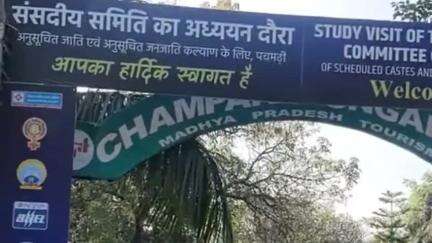 संसदीय समिति का अध्ययन दौरा
अनुसूचित जाति एवं अनुसूचित जनजाति कल्याण के लिए, पचमढ़ी
आपका हार्दिक स्वागत हैं
STUDY VISIT OF T
COMMITTEE
OF SCHEDULED CASTES AND
Welco
CHAMPA
MADHYA PRADESH TOURISM